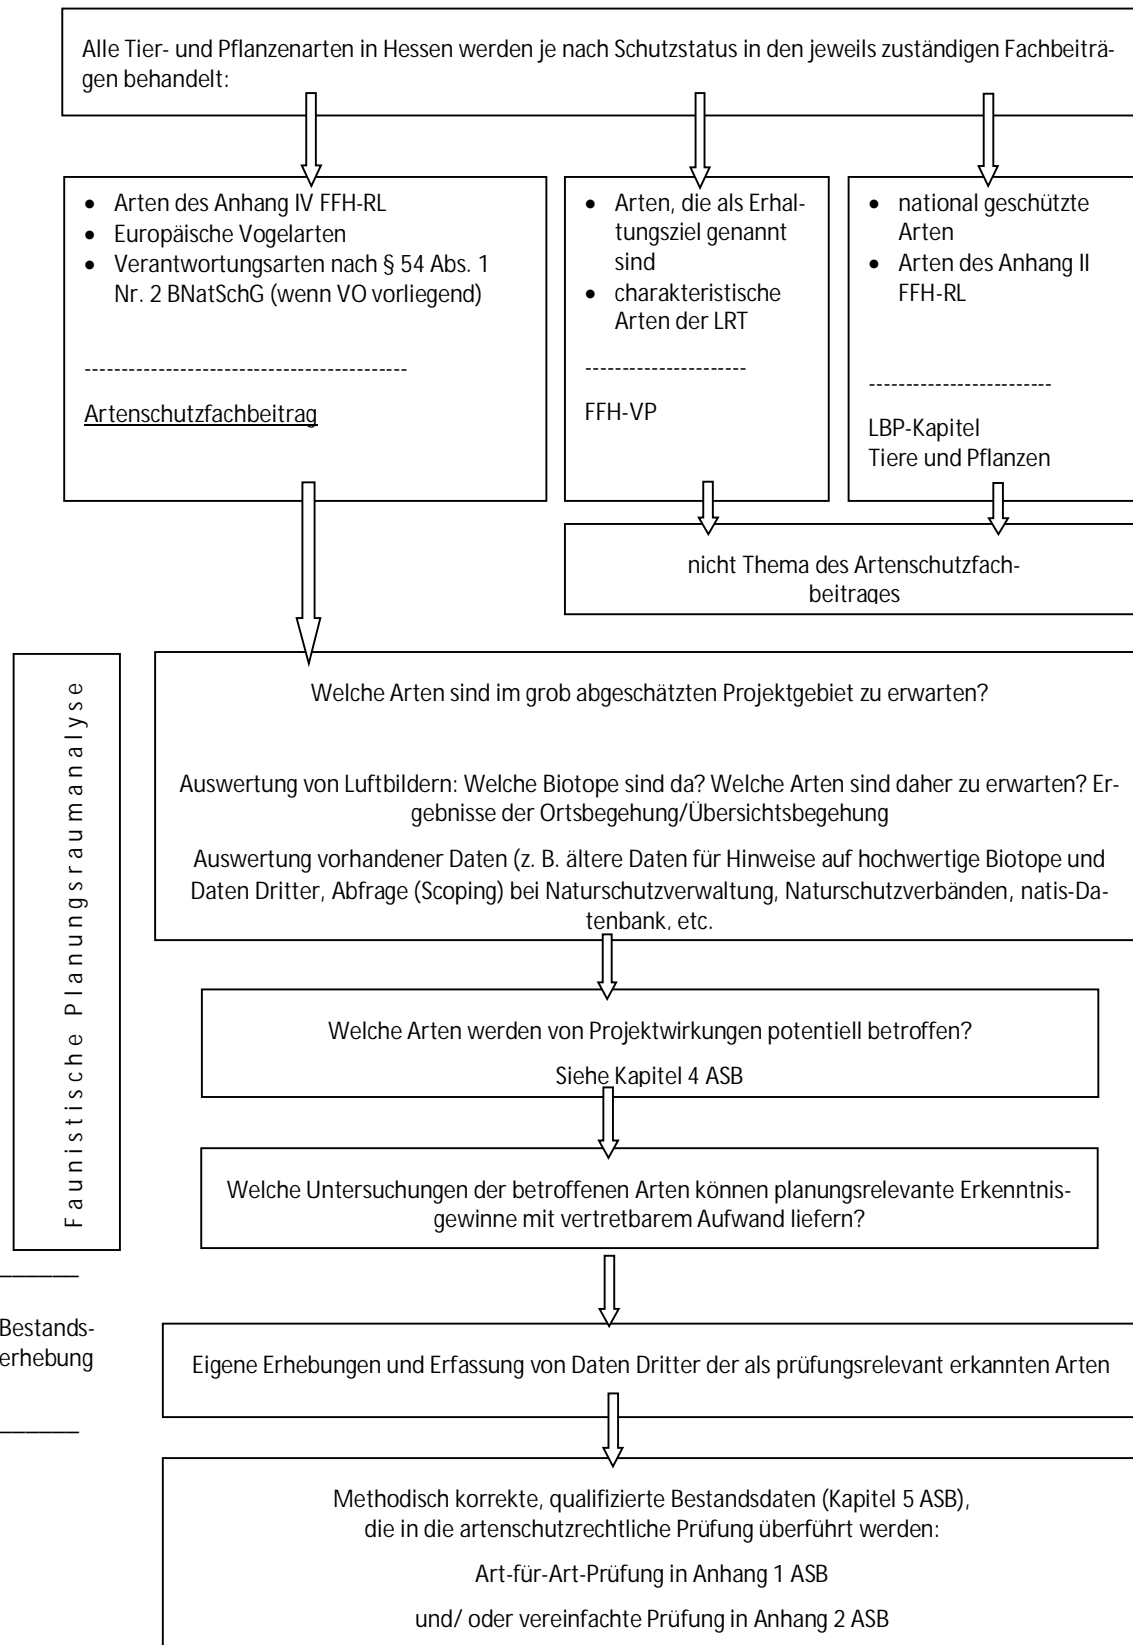 Alle Tier- und Pflanzenarten in Hessen werden je nach Schutzstatus in den jeweils zuständigen Fachbeiträ-
gen behandelt:
• Arten des Anhang IV FFH-RL
• Europäische Vogelarten
• Verantwortungsarten nach § 54 Abs. 1
Nr. 2 BNatSchG (wenn VO vorliegend)
--------------------------------------------
Artenschutzfachbeitrag
• Arten, die als Erhal-
tungsziel genannt
sind
• charakteristische
Arten der LRT
----------------------
FFH-VP
• national geschützte
Arten
• Arten des Anhang II
FFH-RL
-------------------------
LBP-Kapitel
Tiere und Pflanzen
nicht Thema des Artenschutzfach-
beitrages
Faunistische Planungsraumanalyse
Welche Arten sind im grob abgeschätzten Projektgebiet zu erwarten?
Auswertung von Luftbildern: Welche Biotope sind da? Welche Arten sind daher zu erwarten? Er-
gebnisse der Ortsbegehung/Übersichtsbegehung
Auswertung vorhandener Daten (z. B. ältere Daten für Hinweise auf hochwertige Biotope und
Daten Dritter, Abfrage (Scoping) bei Naturschutzverwaltung, Naturschutzverbänden, natis-Da-
tenbank, etc.
Welche Arten werden von Projektwirkungen potentiell betroffen?
Siehe Kapitel 4 ASB
Welche Untersuchungen der betroffenen Arten können planungsrelevante Erkenntnis-
gewinne mit vertretbarem Aufwand liefern?
Bestands-
erhebung
Eigene Erhebungen und Erfassung von Daten Dritter der als prüfungsrelevant erkannten Arten
Methodisch korrekte, qualifizierte Bestandsdaten (Kapitel 5 ASB),
die in die artenschutzrechtliche Prüfung überführt werden:
Art-für-Art-Prüfung in Anhang 1 ASB
und/ oder vereinfachte Prüfung in Anhang 2 ASB